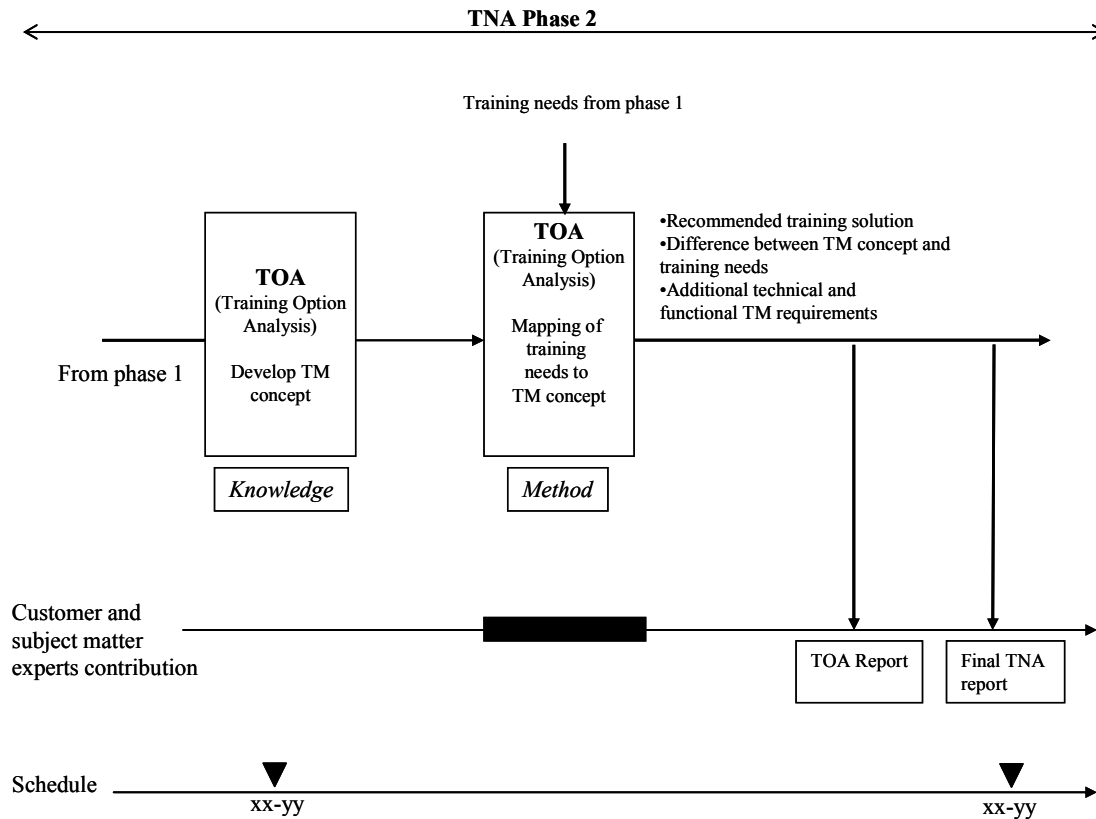 TNA Phase 2
Training needs from phase 1
TOA
(Training Option
Analysis)
Develop TM
concept
TOA
(Training Option
Analysis)
Mapping of
training
needs to
TM concept
•Recommended training solution
•Difference between TM concept and
training needs
•Additional technical and
functional TM requirements
From phase 1
Knowledge
Method
Customer and
subject matter
experts contribution
TOA Report
Final TNA
report
Schedule
xx-yy
xx-yy